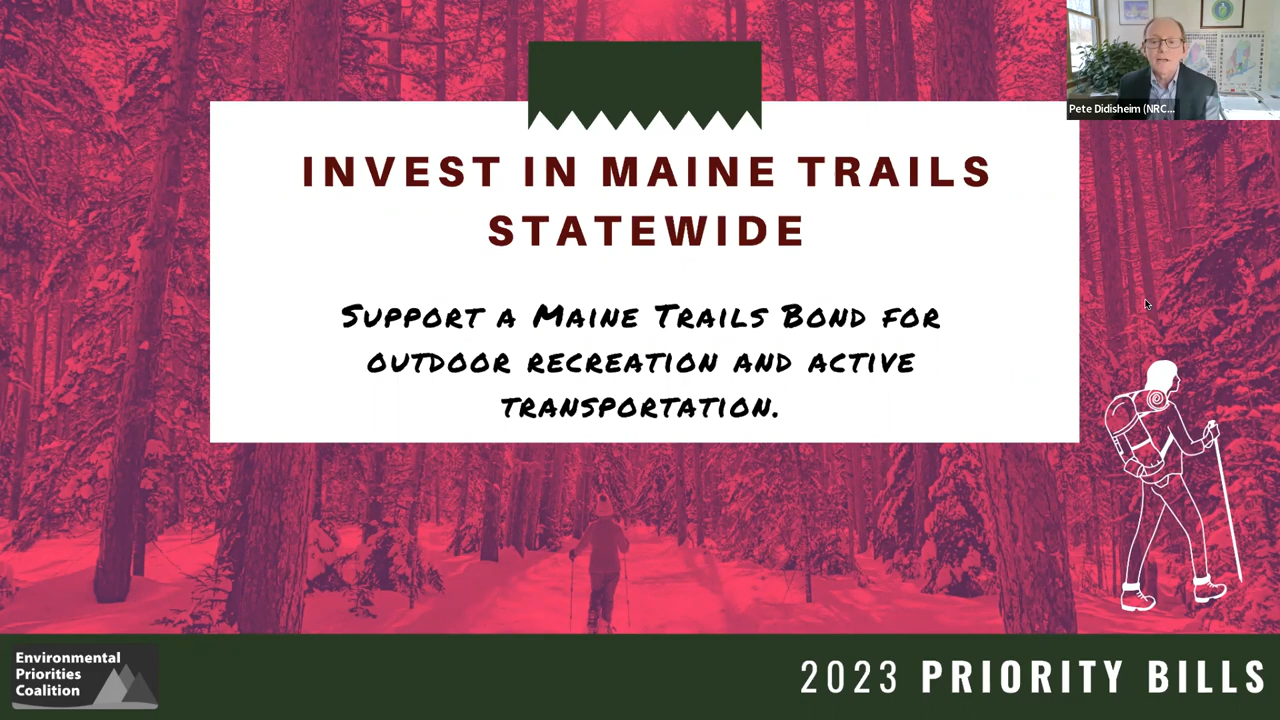 Pete Didisheim (NRC...
INVEST IN MAINE TRAILS
STATEWIDE
Support a Maine Trails Bond for
outdoor recreation and active
transportation.
Environmental
Priorities
Coalition
2023 PRIORITY BILLS